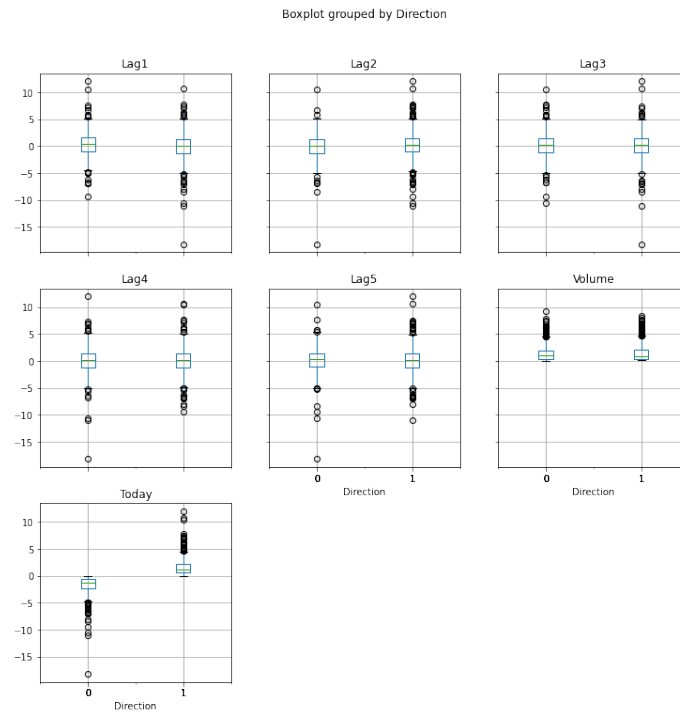 Boxplot grouped by Direction
Lag1 Lag2 Lag3
10
5
0
−5
−10
−15
Lag4 Lag5 Volume
10
5
0
−5
−10
−15
0 1 0 1
Direction Direction
Today
10
5
0
−5
−10
−15
0 1
Direction